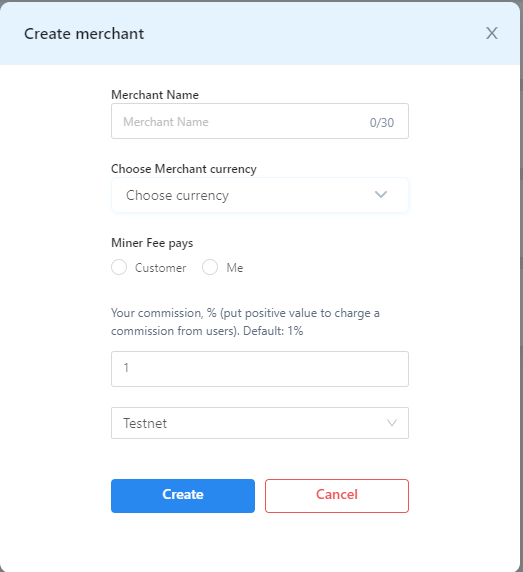 Create merchant
X
Merchant Name
Merchant Name 0/30
Choose Merchant currency
Choose currency
Miner Fee pays
Customer Me
Your commission, % (put positive value to charge a
commission from users). Default: 1%
1
Testnet
Create Cancel